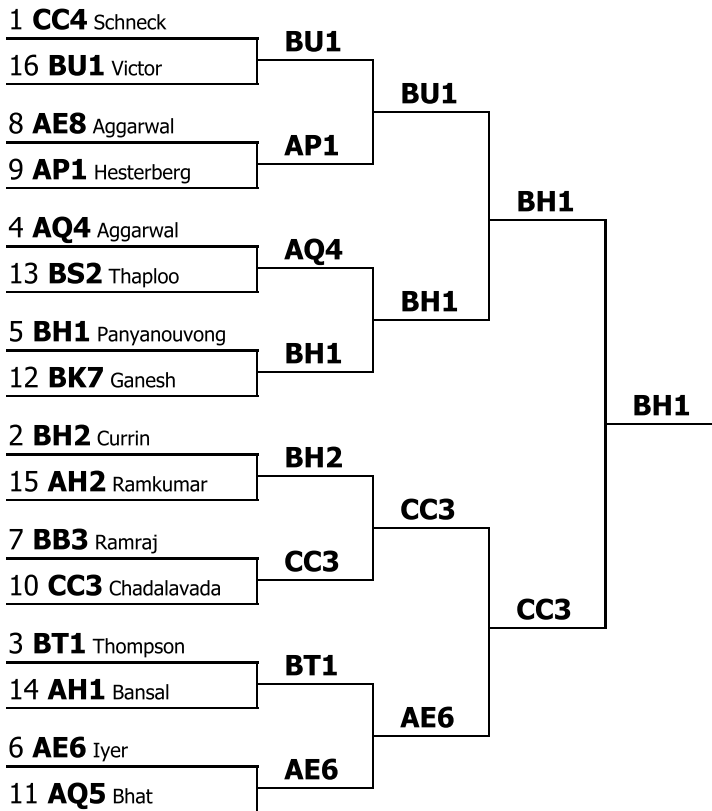 1 CC4 Schneck
16 BU1 Victor
8 AE8 Aggarwal
9 AP1 Hesterberg
4 AQ4 Aggarwal
13 BS2 Thaploo
5 BH1 Panyanouvong
12 BK7 Ganesh
2 BH2 Currin
15 AH2 Ramkumar
7 BB3 Ramraj
10 CC3 Chadalavada
3 BT1 Thompson
14 AH1 Bansal
6 AE6 Iyer
11 AQ5 Bhat
BU1
AP1
AQ4
BH1
BH2
CC3
BT1
AE6
BU1
BH1
CC3
AE6
BH1
CC3
BH1